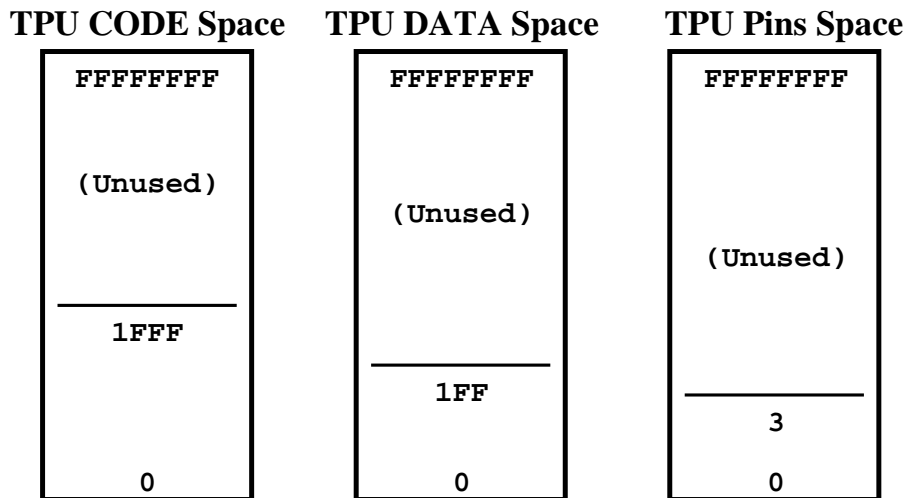 TPU CODE Space
FFFFFFFF
(Unused)
1FFF
0
TPU DATA Space
FFFFFFFF
(Unused)
1FF
0
TPU Pins Space
FFFFFFFF
(Unused)
3
0